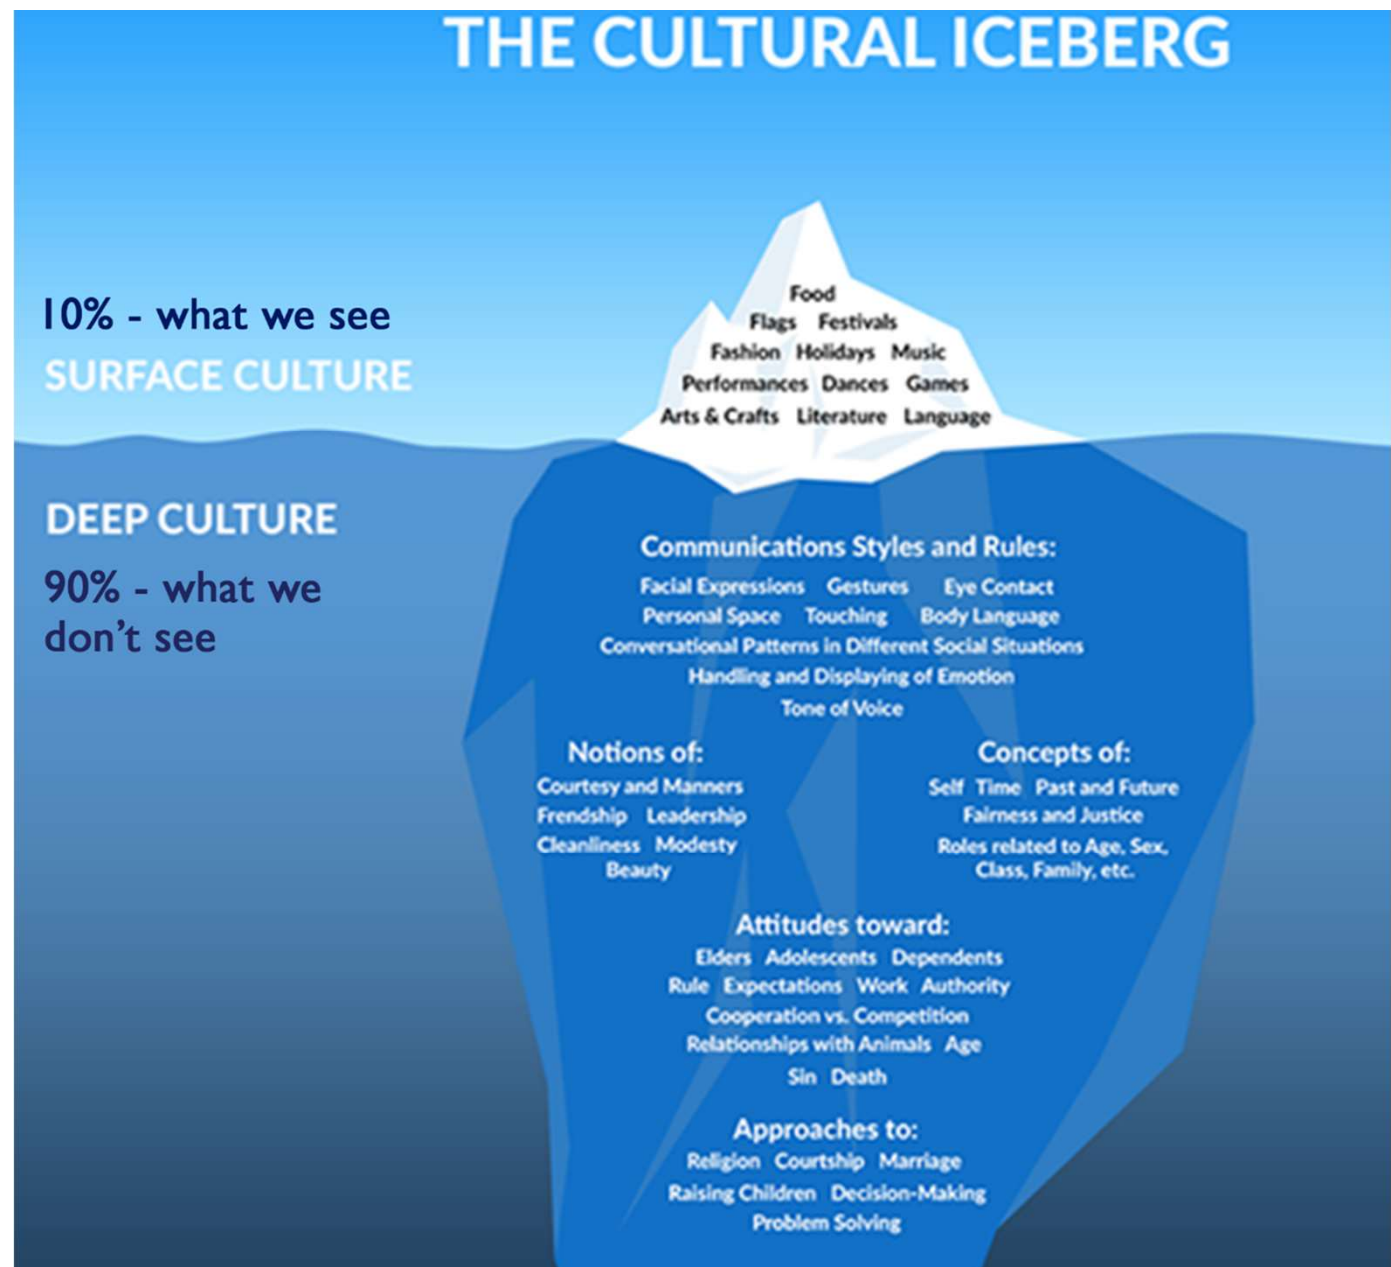 THE CULTURAL ICEBERG
10% - what we see
SURFACE CULTURE
Food
Flags Festivals
Fashion Holidays Music
Performances Dances Games
Arts & Crafts Literature Language
DEEP CULTURE
90% - what we
don't see
Communications Styles and Rules:
Facial Expressions Gestures Eye Contact
Personal Space Touching Body Language
Conversational Patterns in Different Social Situations
Handling and Displaying of Emotion
Tone of Voice
Notions of:
Courtesy and Manners
Frendship Leadership
Cleanliness Modesty
Beauty
Concepts of:
Self Time Past and Future
Fairness and Justice
Roles related to Age, Sex,
Class, Family, etc.
Attitudes toward:
Elders Adolescents Dependents
Rule Expectations Work Authority
Cooperation vs. Competition
Relationships with Animals Age
Sin Death
Approaches to:
Religion Courtship Marriage
Raising Children Decision-Making
Problem Solving